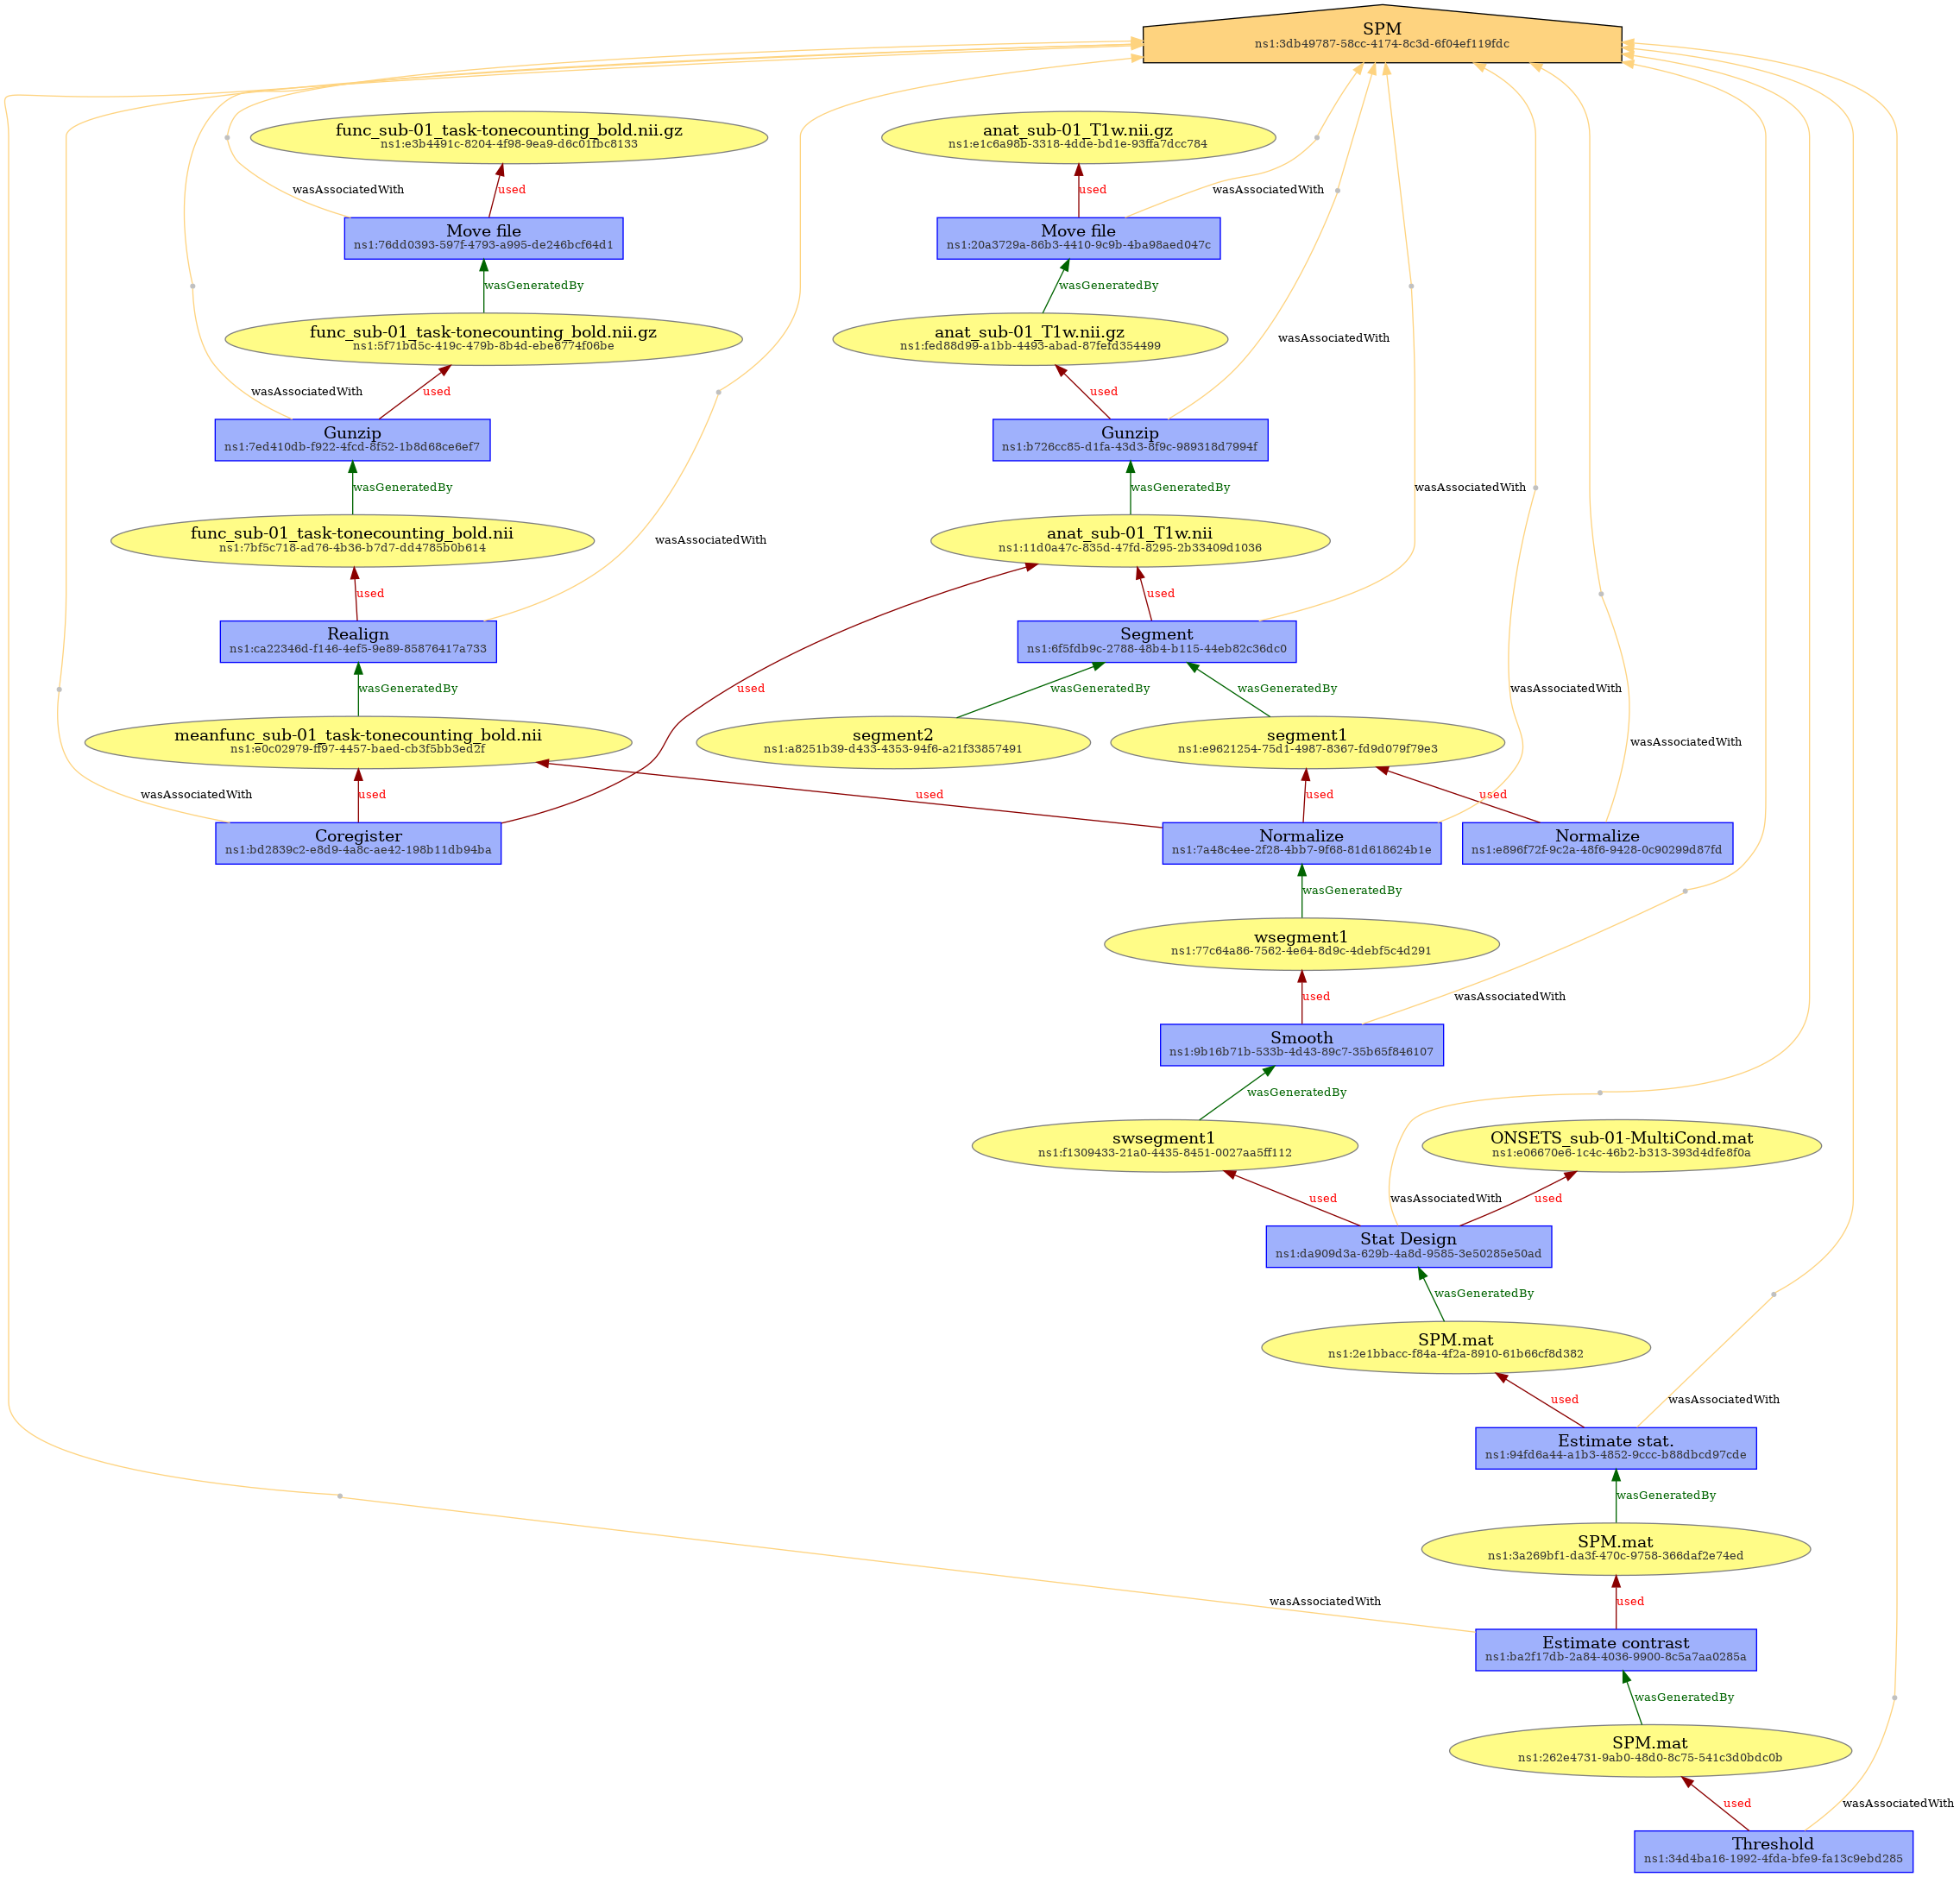 SPM
ns1:3db49787-58cc-4174-8c3d-6f04ef119fdc
func_sub-01_task-tonecounting_bold.nii.gz
ns1:e3b4491c-8204-4f98-9ea9-d6c01fbc8133
anat_sub-01_T1w.nii.gz
ns1:e1c6a98b-3318-4dde-bd1e-93ffa7dcc784
wasAssociatedWith
used
used
wasAssociatedWith
Move file
ns1:76dd0393-597f-4793-a995-de246bcf64d1
Move file
ns1:20a3729a-86b3-4410-9c9b-4ba98aed047c
wasGeneratedBy
wasGeneratedBy
func_sub-01_task-tonecounting_bold.nii.gz
ns1:5f71bd5c-419c-479b-8b4d-ebe6774f06be
anat_sub-01_T1w.nii.gz
ns1:fed88d99-a1bb-4493-abad-87fefd354499
wasAssociatedWith
used
used
wasAssociatedWith
Gunzip
ns1:7ed410db-f922-4fcd-8f52-1b8d68ce6ef7
Gunzip
ns1:b726cc85-d1fa-43d3-8f9c-989318d7994f
wasGeneratedBy
wasGeneratedBy
wasAssociatedWith
func_sub-01_task-tonecounting_bold.nii
ns1:7bf5c718-ad76-4b36-b7d7-dd4785b0b614
wasAssociatedWith
anat_sub-01_T1w.nii
ns1:11d0a47c-835d-47fd-8295-2b33409d1036
used
used
Realign
ns1:ca22346d-f146-4ef5-9e89-85876417a733
Segment
ns1:6f5fdb9c-2788-48b4-b115-44eb82c36dc0
wasGeneratedBy
used
wasGeneratedBy
wasGeneratedBy
wasAssociatedWith
meanfunc_sub-01_task-tonecounting_bold.nii
ns1:e0c02979-ff97-4457-baed-cb3f5bb3ed2f
segment2
ns1:a8251b39-d433-4353-94f6-a21f33857491
segment1
ns1:e9621254-75d1-4987-8367-fd9d079f79e3
wasAssociatedWith
wasAssociatedWith
used
used
used
used
Coregister
ns1:bd2839c2-e8d9-4a8c-ae42-198b11db94ba
Normalize
ns1:7a48c4ee-2f28-4bb7-9f68-81d618624b1e
Normalize
ns1:e896f72f-9c2a-48f6-9428-0c90299d87fd
wasGeneratedBy
wsegment1
ns1:77c64a86-7562-4e64-8d9c-4debf5c4d291
used
wasAssociatedWith
Smooth
ns1:9b16b71b-533b-4d43-89c7-35b65f846107
wasGeneratedBy
swsegment1
ns1:f1309433-21a0-4435-8451-0027aa5ff112
ONSETS_sub-01-MultiCond.mat
ns1:e06670e6-1c4c-46b2-b313-393d4dfe8f0a
used
wasAssociatedWith
used
Stat Design
ns1:da909d3a-629b-4a8d-9585-3e50285e50ad
wasGeneratedBy
SPM.mat
ns1:2e1bbacc-f84a-4f2a-8910-61b66cf8d382
used
wasAssociatedWith
Estimate stat.
ns1:94fd6a44-a1b3-4852-9ccc-b88dbcd97cde
wasGeneratedBy
SPM.mat
ns1:3a269bf1-da3f-470c-9758-366daf2e74ed
wasAssociatedWith
used
Estimate contrast
ns1:ba2f17db-2a84-4036-9900-8c5a7aa0285a
wasGeneratedBy
SPM.mat
ns1:262e4731-9ab0-48d0-8c75-541c3d0bdc0b
used
wasAssociatedWith
Threshold
ns1:34d4ba16-1992-4fda-bfe9-fa13c9ebd285